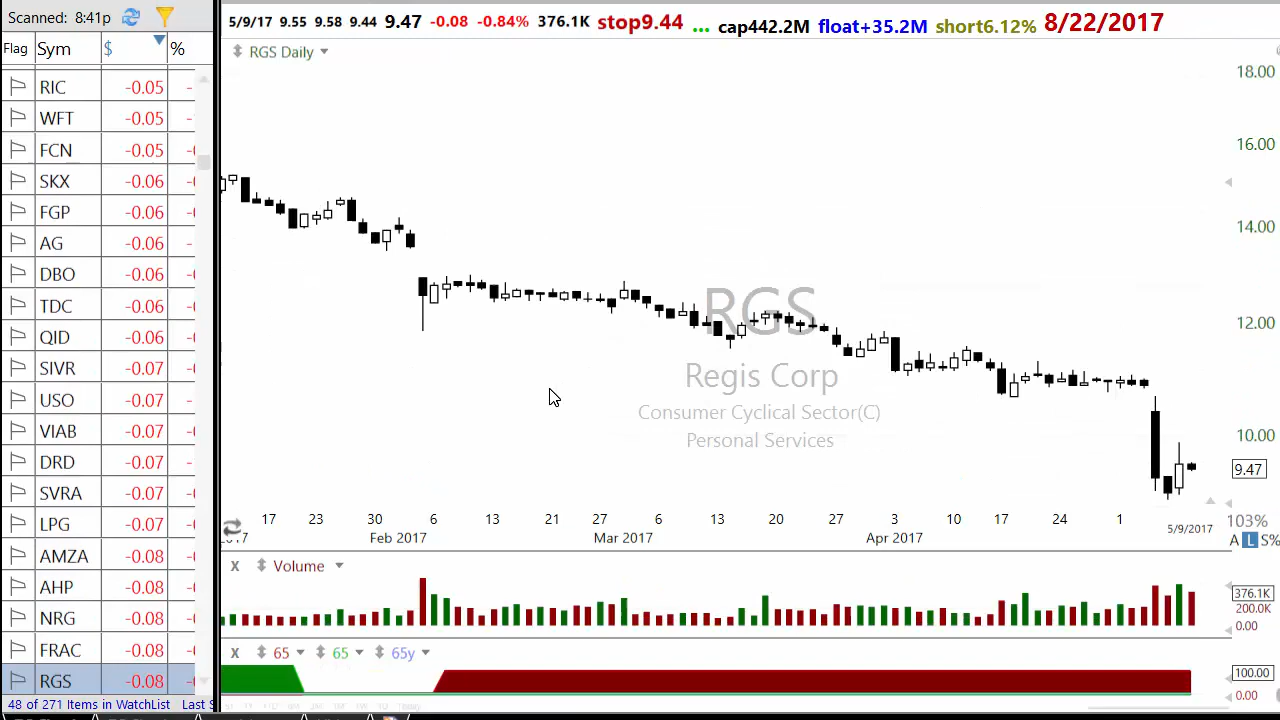 Scanned: 8:41p
Flag Sym $ %
RIC -0.05 -
WFT -0.05 -
FCN -0.05 -
SKX -0.06 -
FGP -0.06 -
AG -0.06 -
DBO -0.06 -
TDC -0.06 -
QID -0.06 -
SIVR -0.07 -
USO -0.07 -
VIAB -0.07 -
DRD -0.07 -
SVRA -0.07 -
LPG -0.07 -
AMZA -0.08 -
AHP -0.08 -
NRG -0.08 -
FRAC -0.08 -
RGS -0.08 -
48 of 271 Items in WatchList Last S
5/9/17 9.55 9.58 9.44 9.47 -0.08 -0.84% 376.1K stop9.44 ... cap442.2M float+35.2M short6.12% 8/22/2017
RGS Daily
18.00
16.00
14.00
12.00
10.00
9.47
RGS
Regis Corp
Consumer Cyclical Sector(C)
Personal Services
17 23 30 6 13 21 27 6 13 20 27 3 10 17 24 1 5/9/2017
Feb 2017 Mar 2017 Apr 2017
103%
A L S%
X Volume
376.1K
200.0K
0.00
X 65 65 65y
100.00
0.00